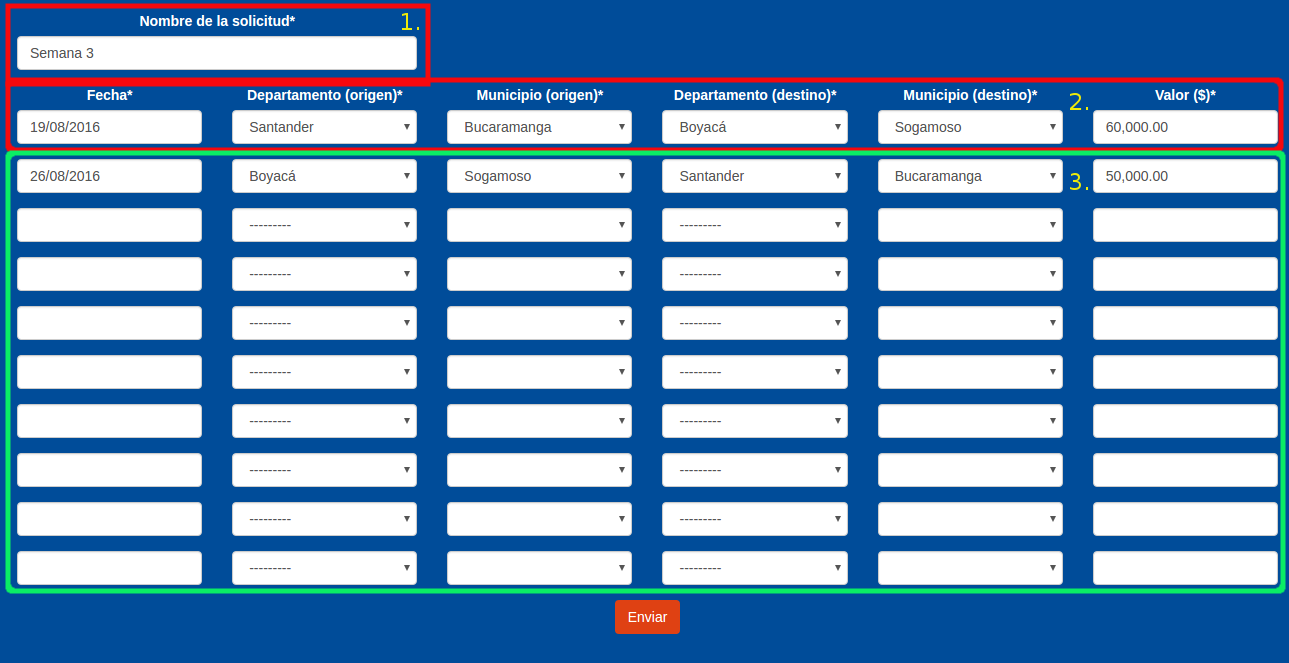 Nombre de la solicitud* 1.
Semana 3
Fecha* Departamento (origen)* Municipio (origen)* Departamento (destino)* Municipio (destino)* 2. Valor ($)*
19/08/2016 Santander Bucaramanga Boyacá Sogamoso 60,000.00
26/08/2016 Boyacá Sogamoso Santander Bucaramanga 3. 50,000.00
--------- ---------
--------- ---------
--------- ---------
--------- ---------
--------- ---------
--------- ---------
--------- ---------
--------- ---------
Enviar